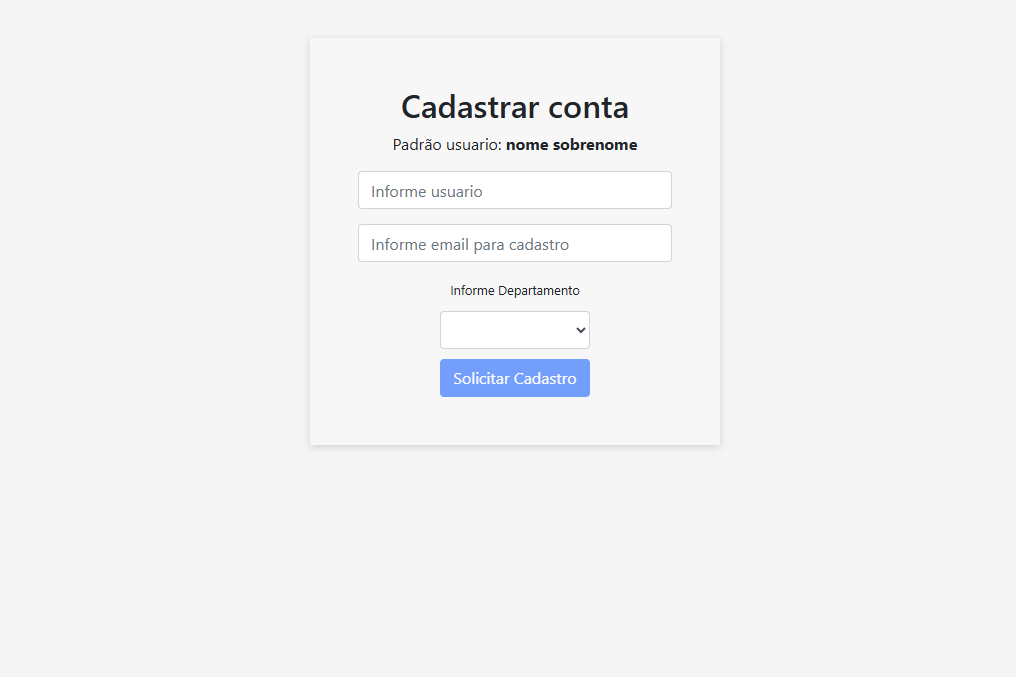 Cadastrar conta
Padrão usuario: nome sobrenome
Informe usuario
Informe email para cadastro
Informe Departamento
Solicitar Cadastro